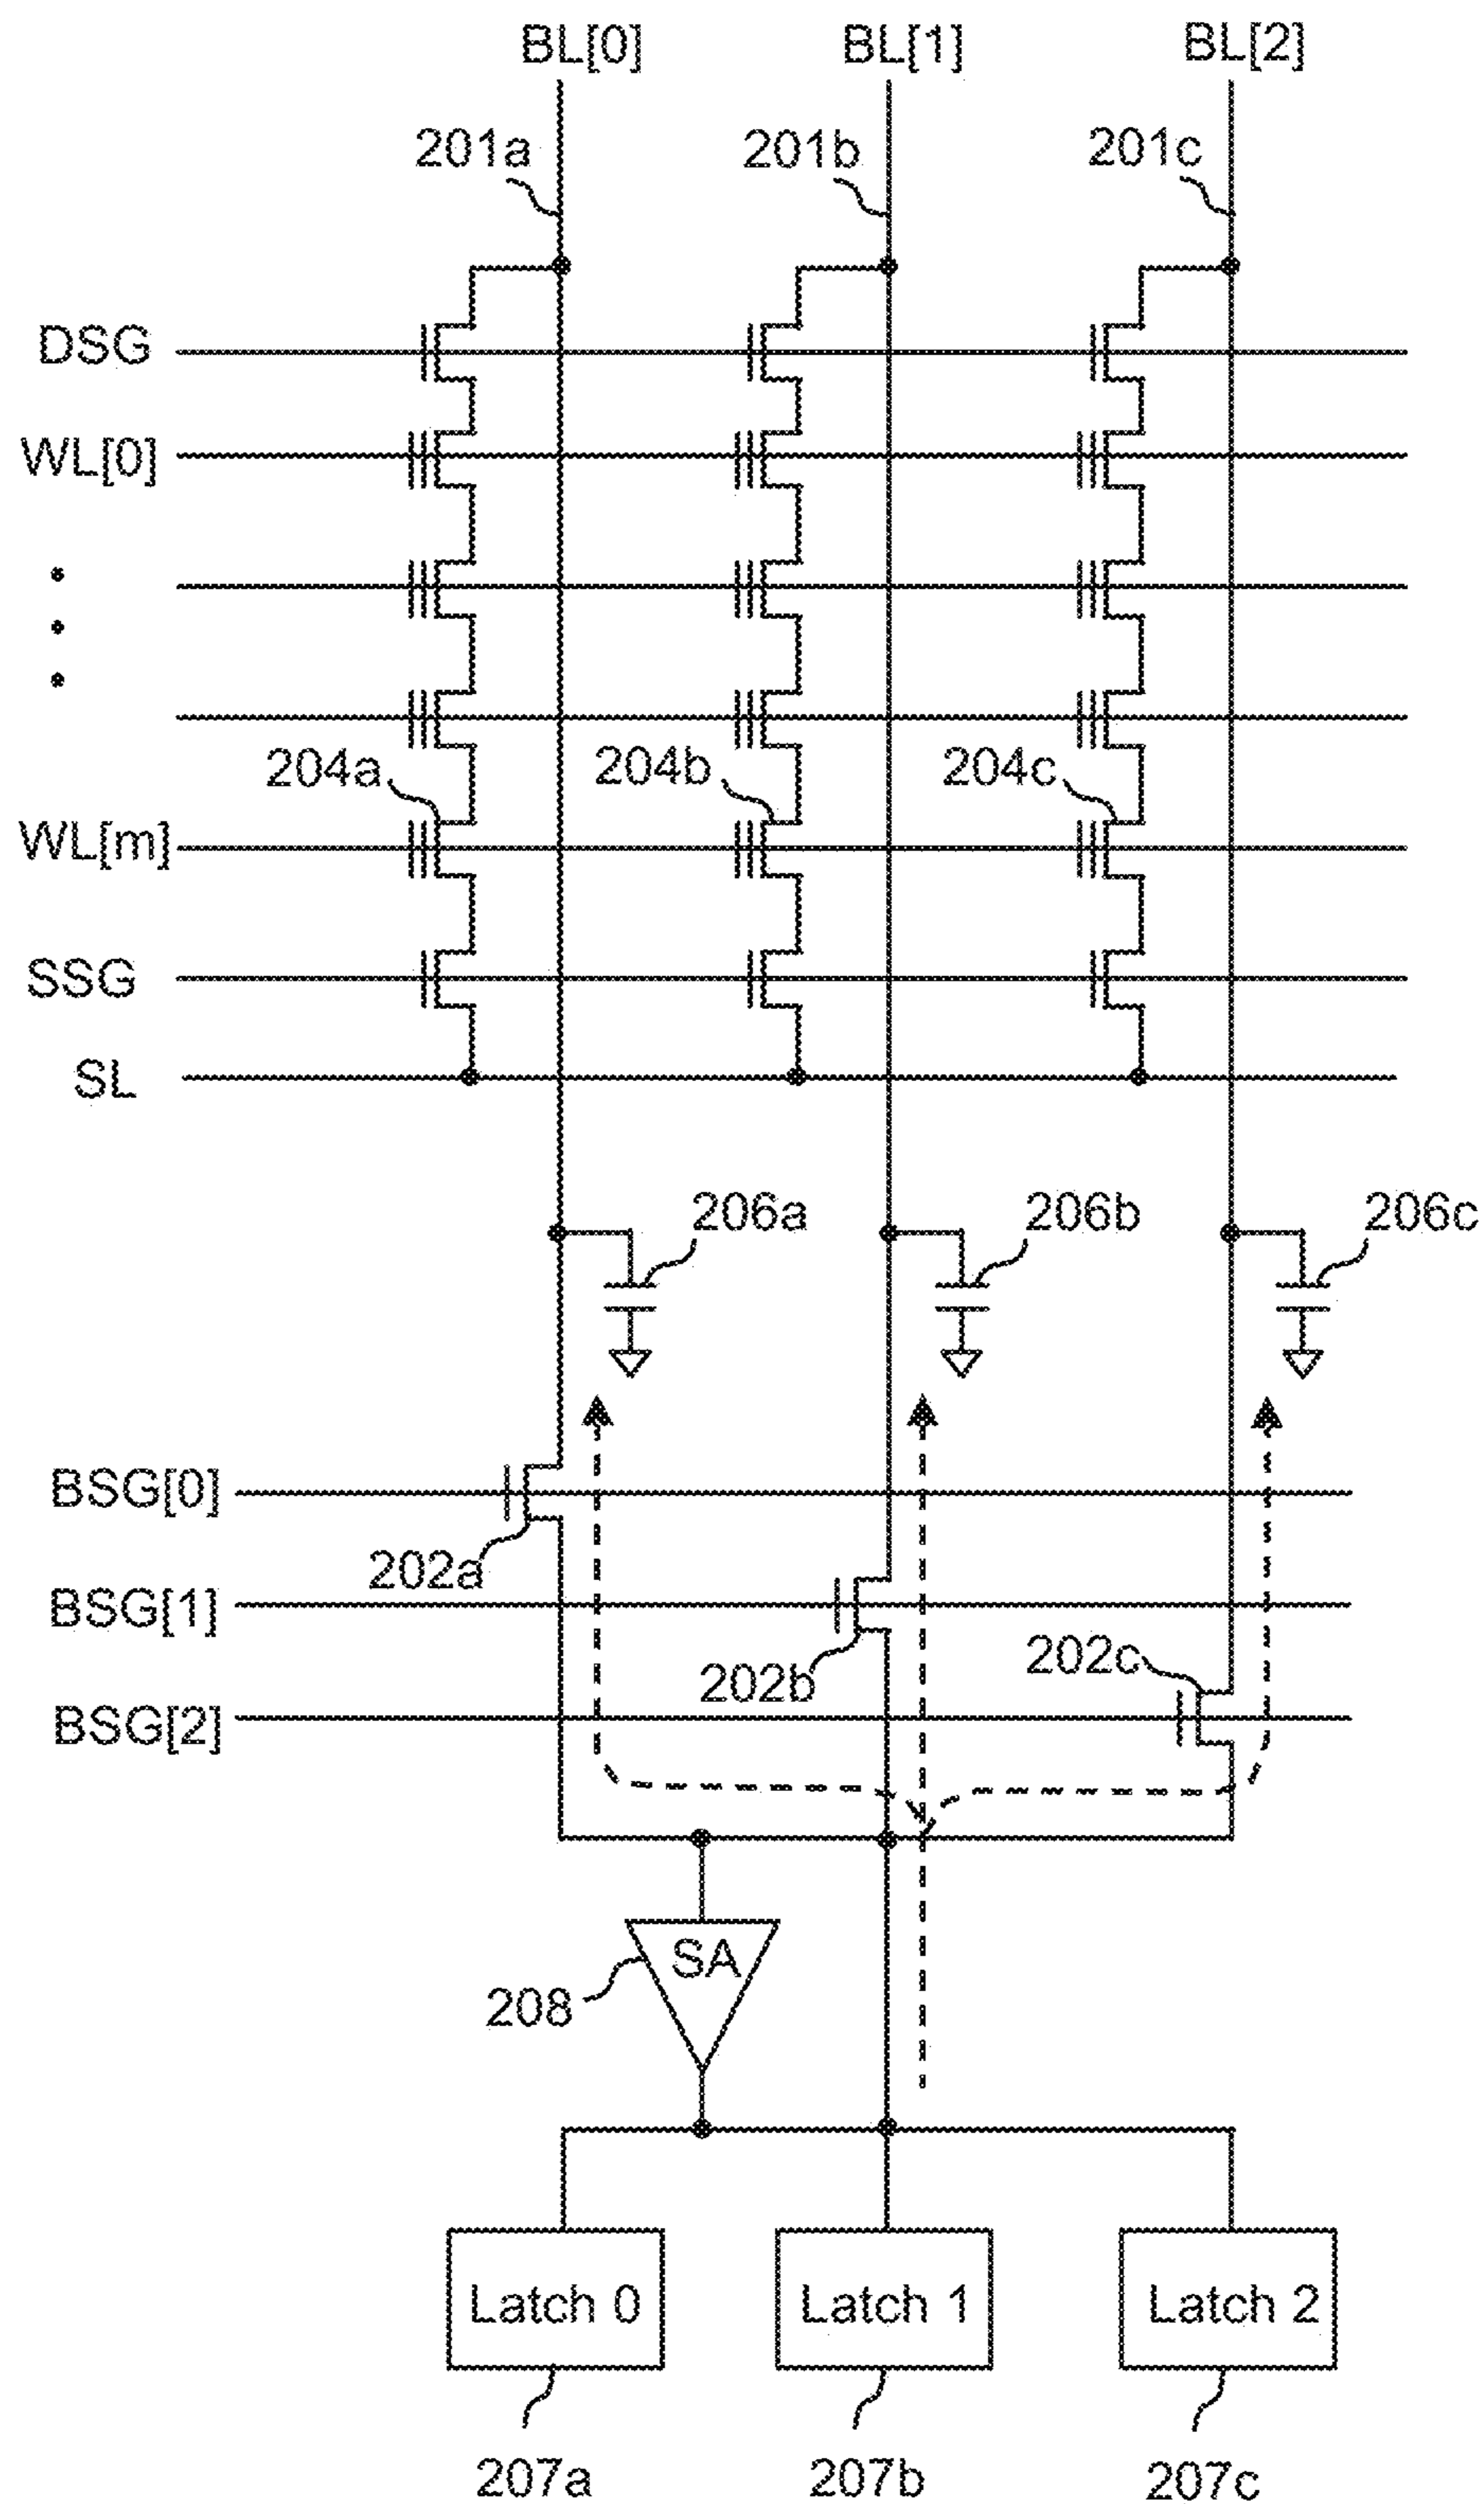 BL[0] BL[1] BL[2]
201a 201b 201c
DSG
WL[0]
204a 204b 204c
WL[m]
SSG
SL
206a 206b 206c
BSG[0]
202a
BSG[1]
202b 202c
BSG[2]
SA
208
Latch 0 Latch 1 Latch 2
207a 207b 207c